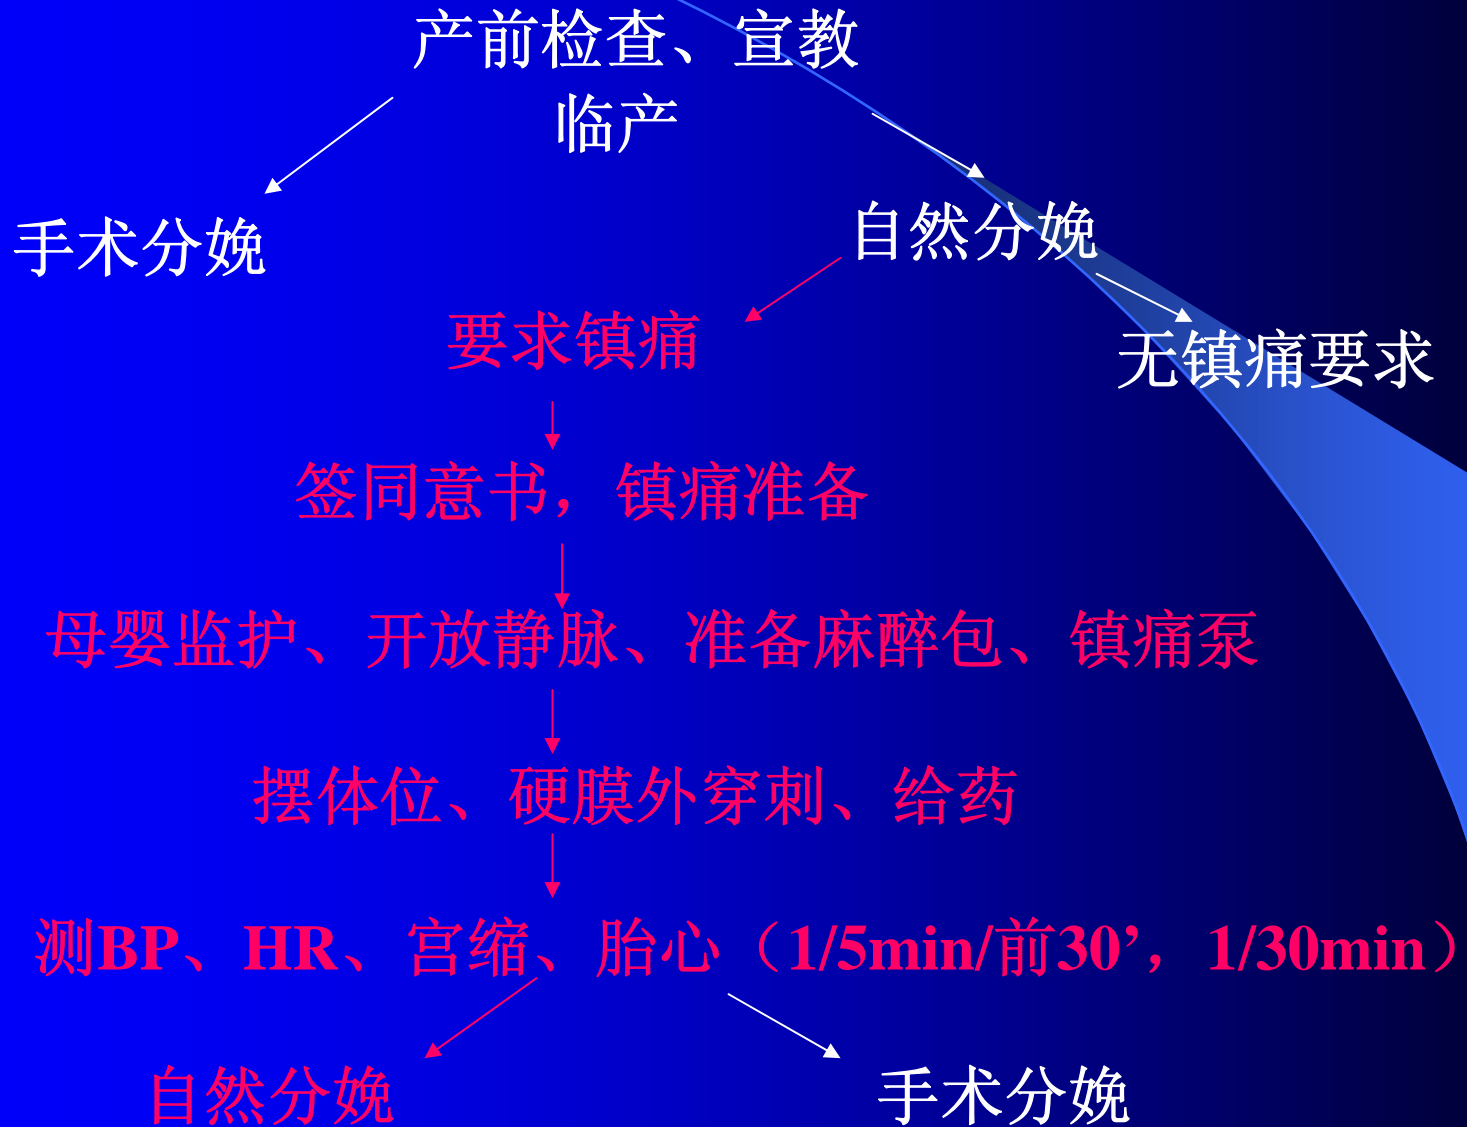 产前检查、宣教
临产
手术分娩
自然分娩
要求镇痛
无镇痛要求
签同意书，镇痛准备
母婴监护、开放静脉、准备麻醉包、镇痛泵
摆体位、硬膜外穿刺、给药
测BP、HR、宫缩、胎心（1/5min/前30’，1/30min）
自然分娩
手术分娩